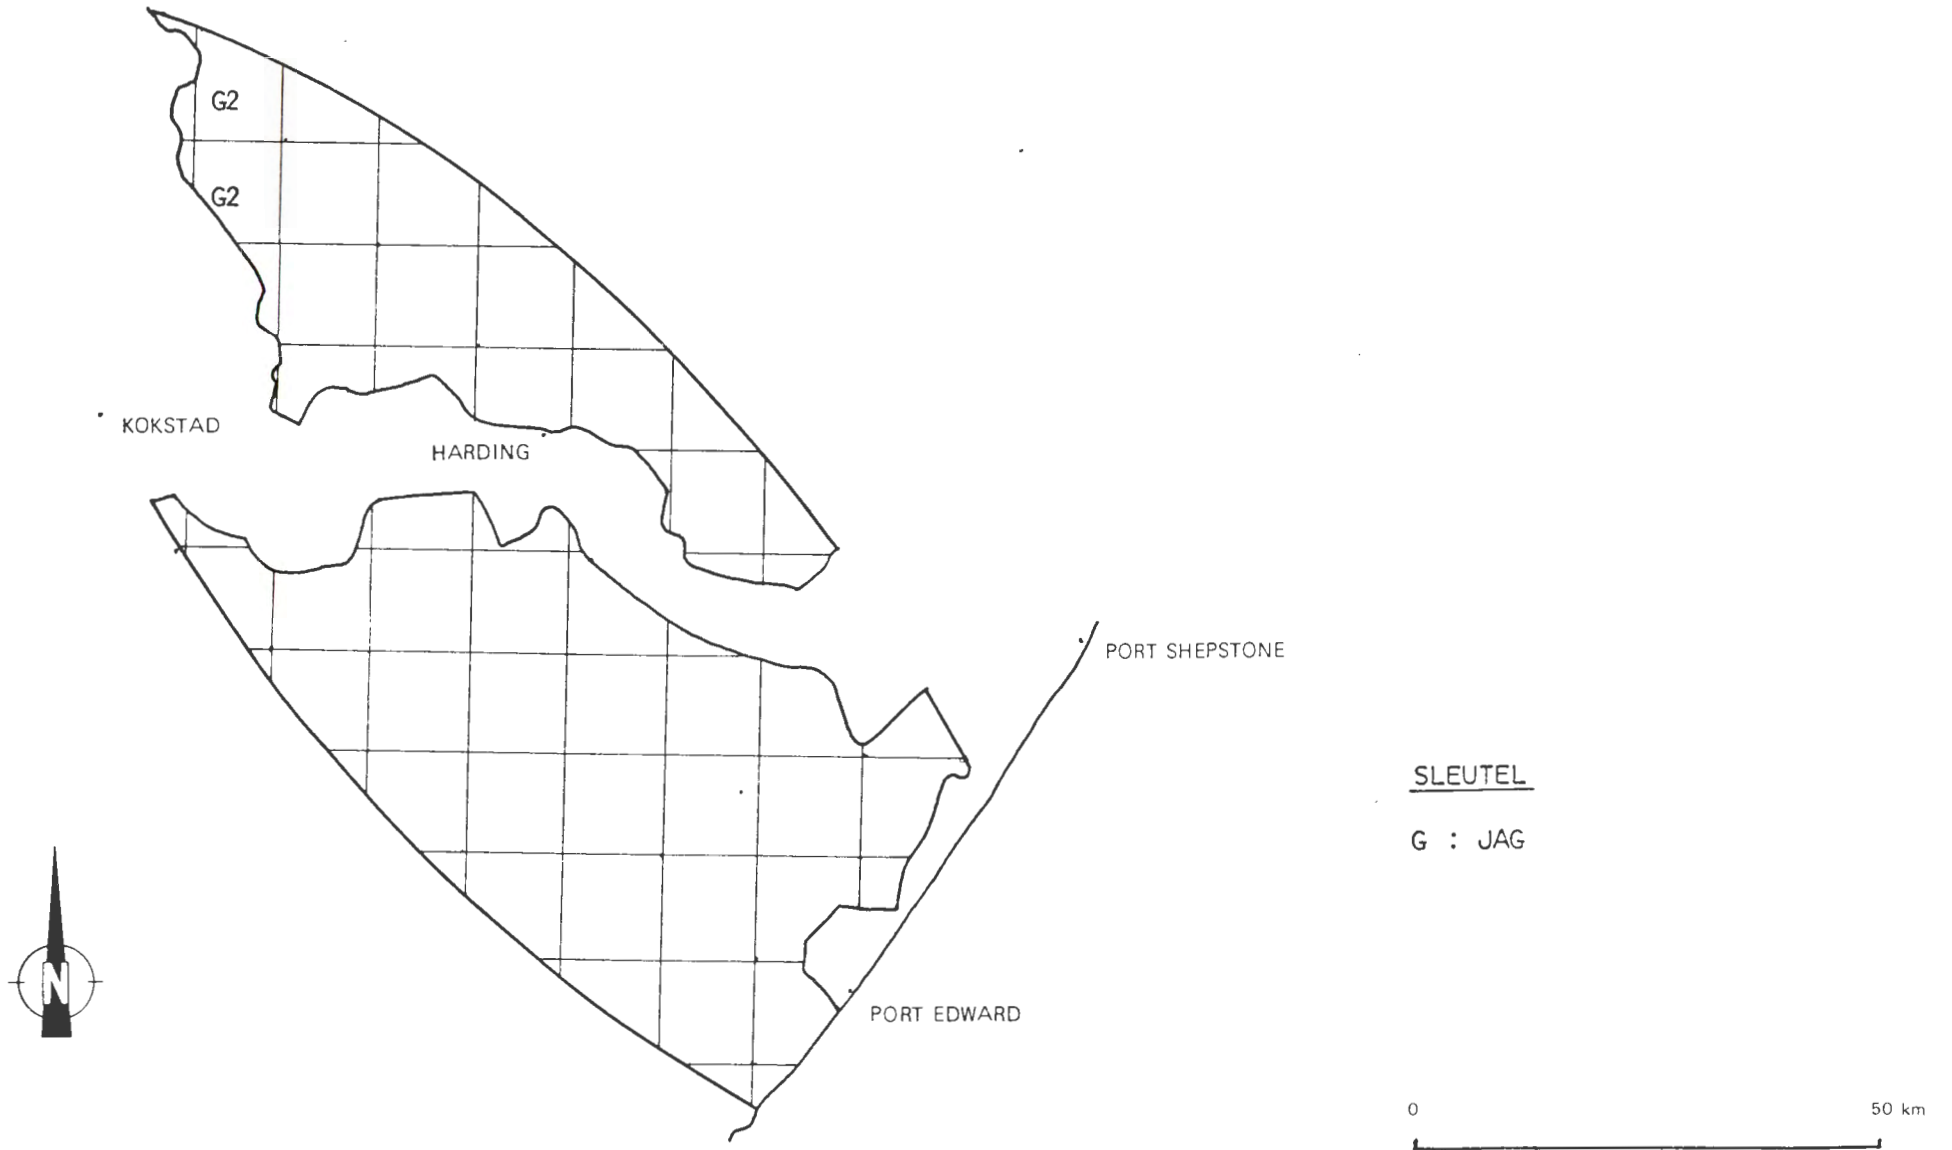 G2
G2
KOKSTAD
HARDING
PORT SHEPSTONE
SLEUTEL
G : JAG
N
PORT EDWARD
0 50 km